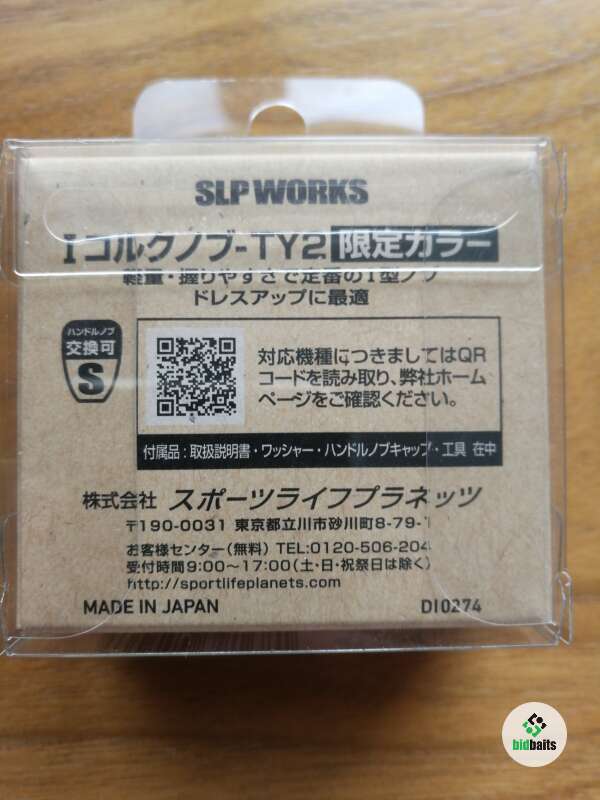 SLP WORKS
Iコルクノブ-TY2 限定カラー
軽量・握りやすさで定番のI型ノブ
ドレスアップに最適
ハンドルノブ
交換可
S
対応機種につきましてはQR
コードを読み取り、弊社ホーム
ページをご確認ください。
付属品:取扱説明書・ワッシャー・ハンドルノブキャップ・工具 在中
株式会社 スポーツライフプラネッツ
〒190-0031 東京都立川市砂川町8-79-1
お客様センター(無料) TEL:0120-506-204
受付時間9:00~17:00(土・日・祝祭日は除く)
http://sportlifeplanets.com
MADE IN JAPAN DI0274
bidbaits